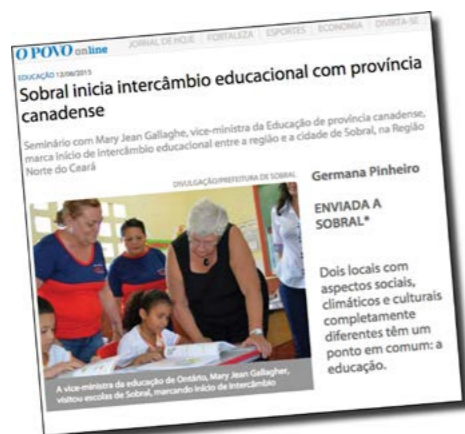 O POVO online
JORNAL DE HOJE | FORTALEZA | ESPORTES | ECONOMIA | DIVIRTA-SE
EDUCAÇÃO 12/06/2015
Sobral inicia intercâmbio educacional com província
canadense
Seminário com Mary Jean Gallaghe, vice-ministra da Educação de província canadense,
marca início de intercâmbio educacional entre a região e a cidade de Sobral, na Região
Norte do Ceará
DIVULGAÇÃO/PREFEITURA DE SOBRAL
A vice-ministra da educação de Ontário, Mary Jean Gallagher,
visitou escolas de Sobral, marcando início de intercâmbio
Germana Pinheiro
ENVIADA A
SOBRAL*
Dois locais com
aspectos sociais,
climáticos e culturais
completamente
diferentes têm um
ponto em comum: a
educação.